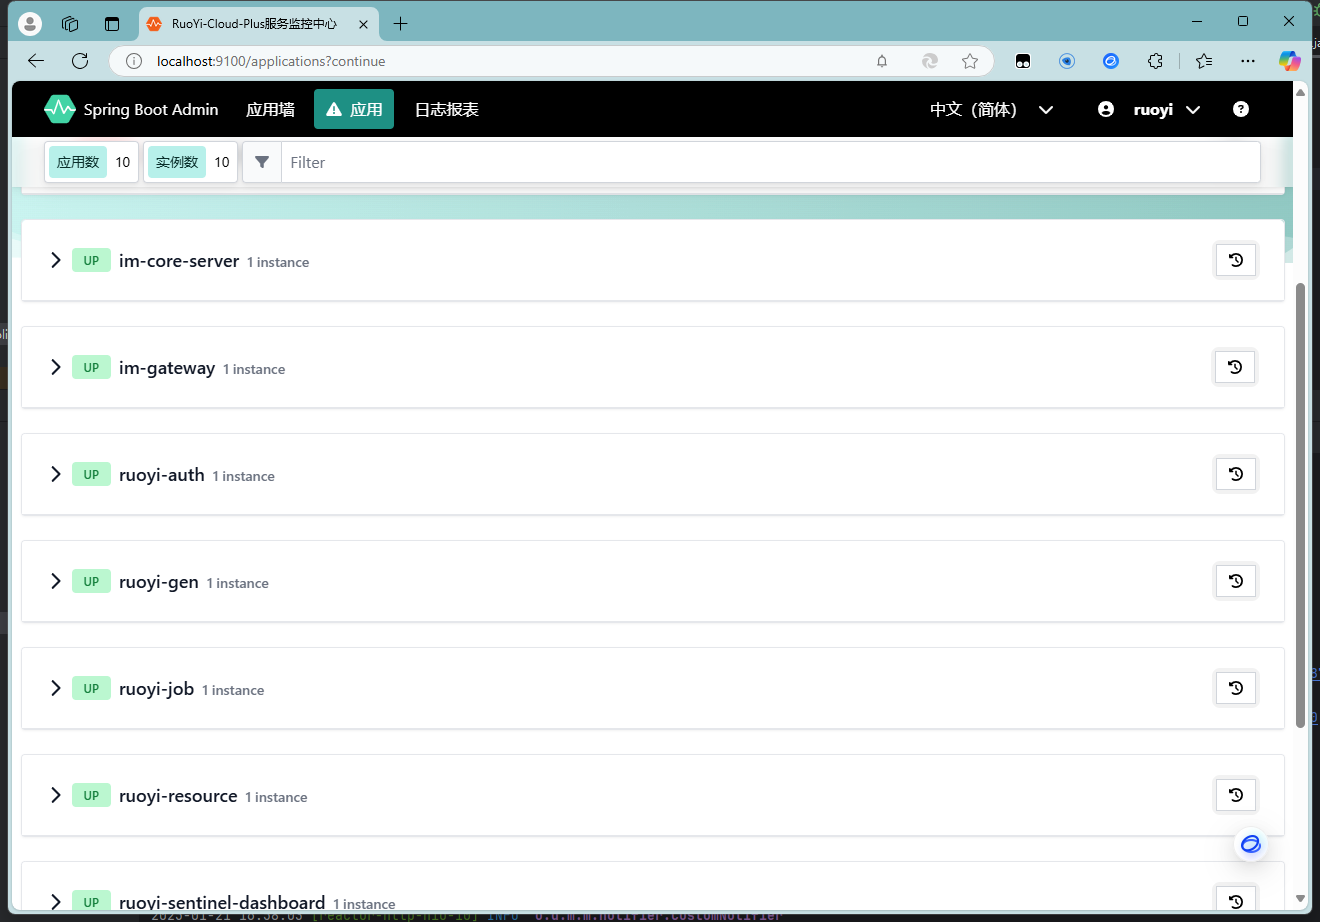 RuoYi-Cloud-Plus服务监控中心
localhost:9100/applications?continue
Spring Boot Admin 应用墙 应用 日志报表 中文（简体） ruoyi
应用数 10 实例数 10 Filter
UP im-core-server 1 instance
UP im-gateway 1 instance
UP ruoyi-auth 1 instance
UP ruoyi-gen 1 instance
UP ruoyi-job 1 instance
UP ruoyi-resource 1 instance
UP ruoyi-sentinel-dashboard 1 instance